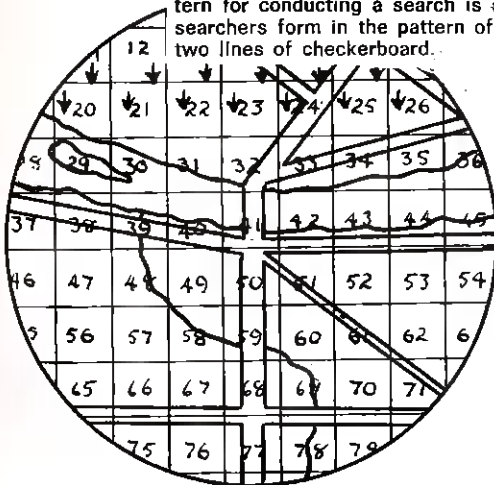 tern for conducting a search is
searchers form in the pattern of
two lines of checkerboard.
12
20 21 22 23 24 25 26
29 30 31 32 33 34 35 36
37 38 39 40 41 42 43 44 45
46 47 48 49 50 51 52 53 54
56 57 58 59 60 61 62 6
65 66 67 68 69 70 71
75 76 77 78 79